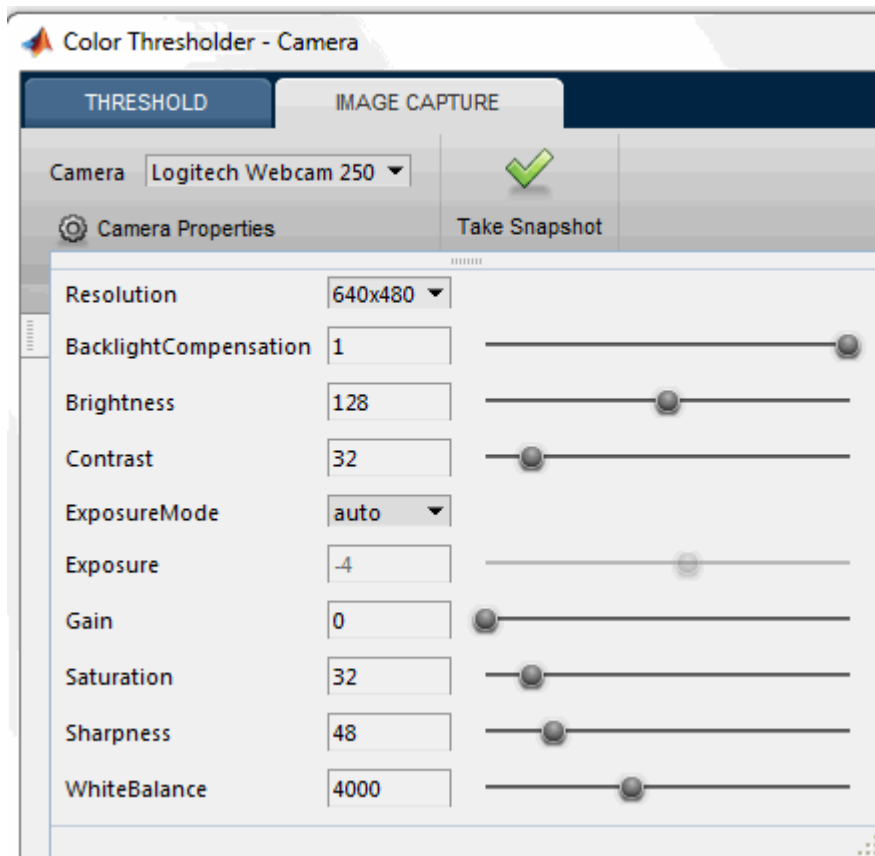 Color Thresholder - Camera
THRESHOLD IMAGE CAPTURE
Camera Logitech Webcam 250
Camera Properties Take Snapshot
Resolution 640x480
BacklightCompensation 1
Brightness 128
Contrast 32
ExposureMode auto
Exposure -4
Gain 0
Saturation 32
Sharpness 48
WhiteBalance 4000